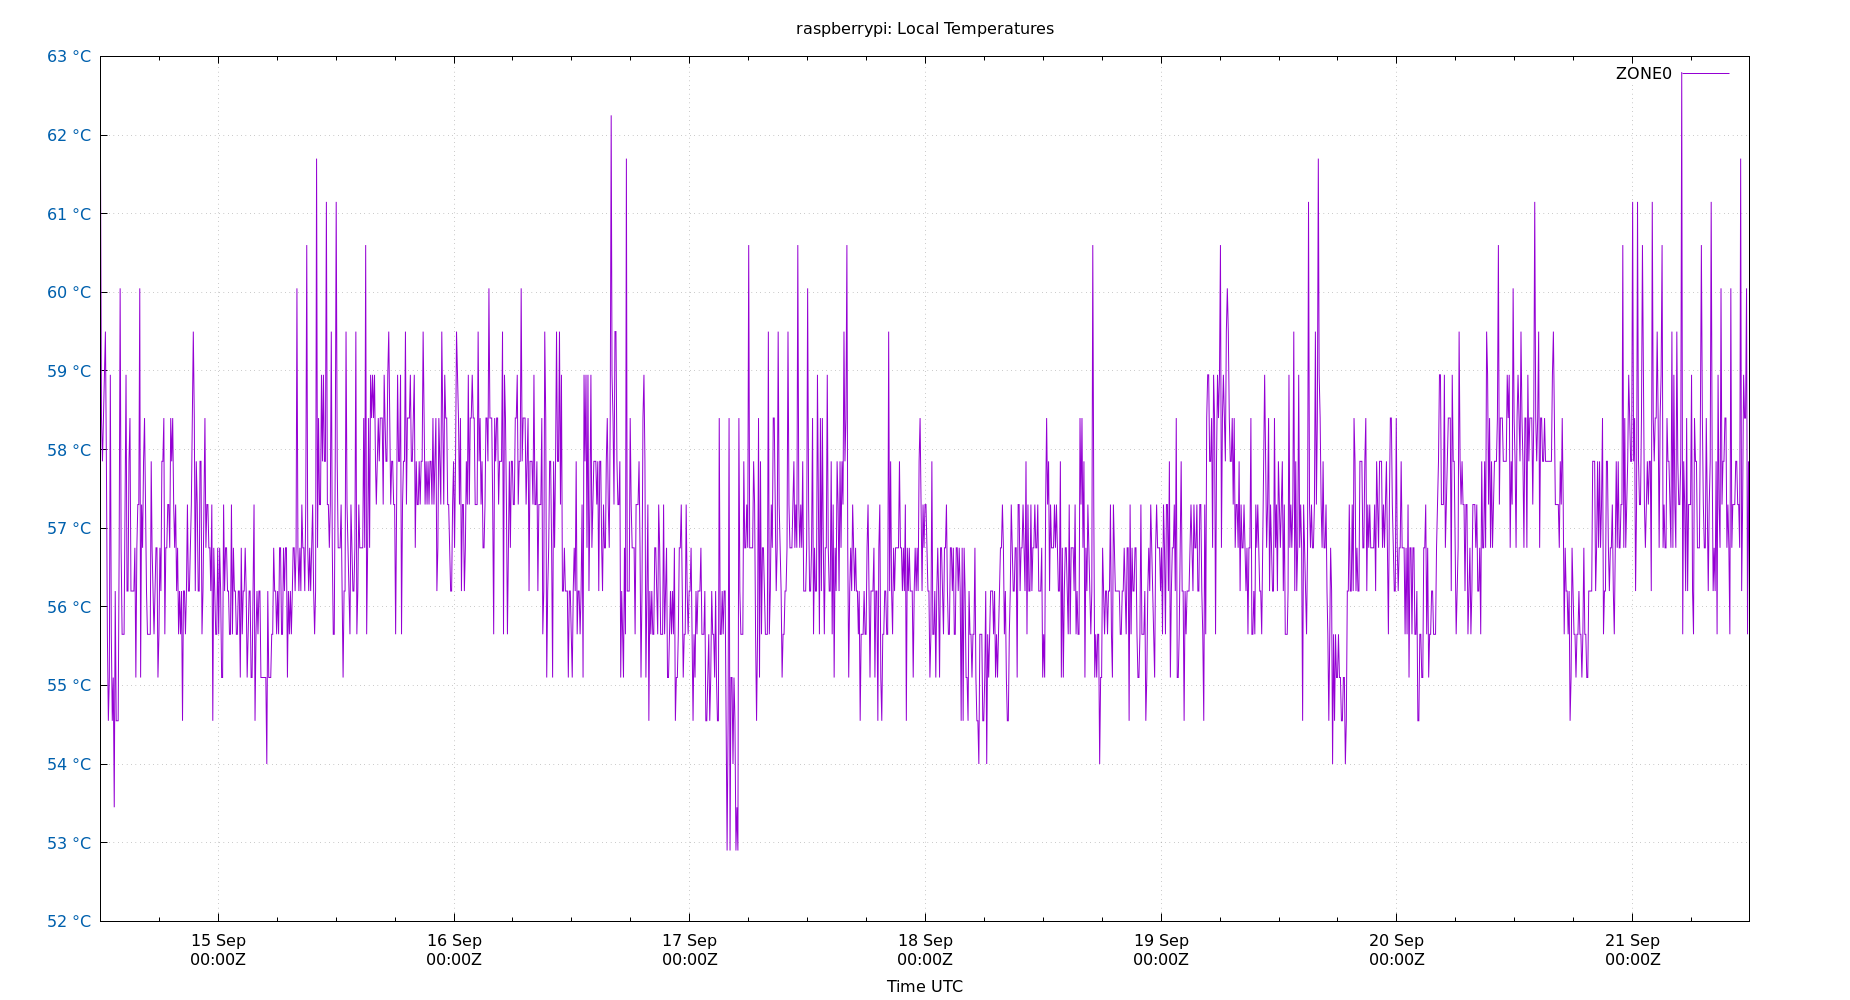 raspberrypi: Local Temperatures
63 °C
62 °C
61 °C
60 °C
59 °C
58 °C
57 °C
56 °C
55 °C
54 °C
53 °C
52 °C
ZONE0
15 Sep
00:00Z
16 Sep
00:00Z
17 Sep
00:00Z
18 Sep
00:00Z
19 Sep
00:00Z
20 Sep
00:00Z
21 Sep
00:00Z
Time UTC